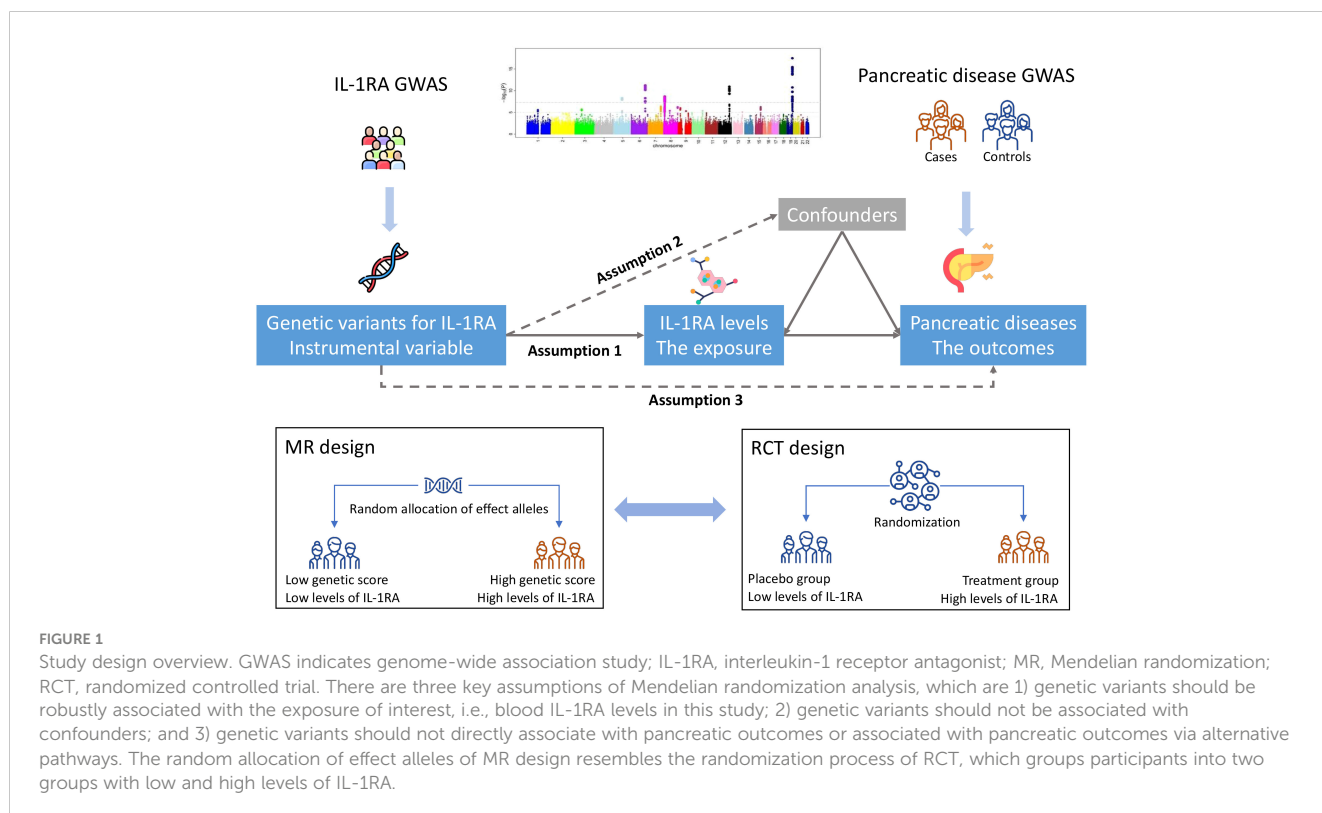 IL-1RA GWAS
Pancreatic disease GWAS
chromosome
Cases
Controls
Confounders
Assumption 2
Genetic variants for IL-1RA
Instrumental variable
Assumption 1
IL-1RA levels
The exposure
Pancreatic diseases
The outcomes
Assumption 3
MR design
Random allocation of effect alleles
Low genetic score
Low levels of IL-1RA
High genetic score
High levels of IL-1RA
RCT design
Randomization
Placebo group
Low levels of IL-1RA
Treatment group
High levels of IL-1RA
FIGURE 1
Study design overview. GWAS indicates genome-wide association study; IL-1RA, interleukin-1 receptor antagonist; MR, Mendelian randomization;
RCT, randomized controlled trial. There are three key assumptions of Mendelian randomization analysis, which are 1) genetic variants should be
robustly associated with the exposure of interest, i.e., blood IL-1RA levels in this study; 2) genetic variants should not be associated with
confounders; and 3) genetic variants should not directly associate with pancreatic outcomes or associated with pancreatic outcomes via alternative
pathways. The random allocation of effect alleles of MR design resembles the randomization process of RCT, which groups participants into two
groups with low and high levels of IL-1RA.